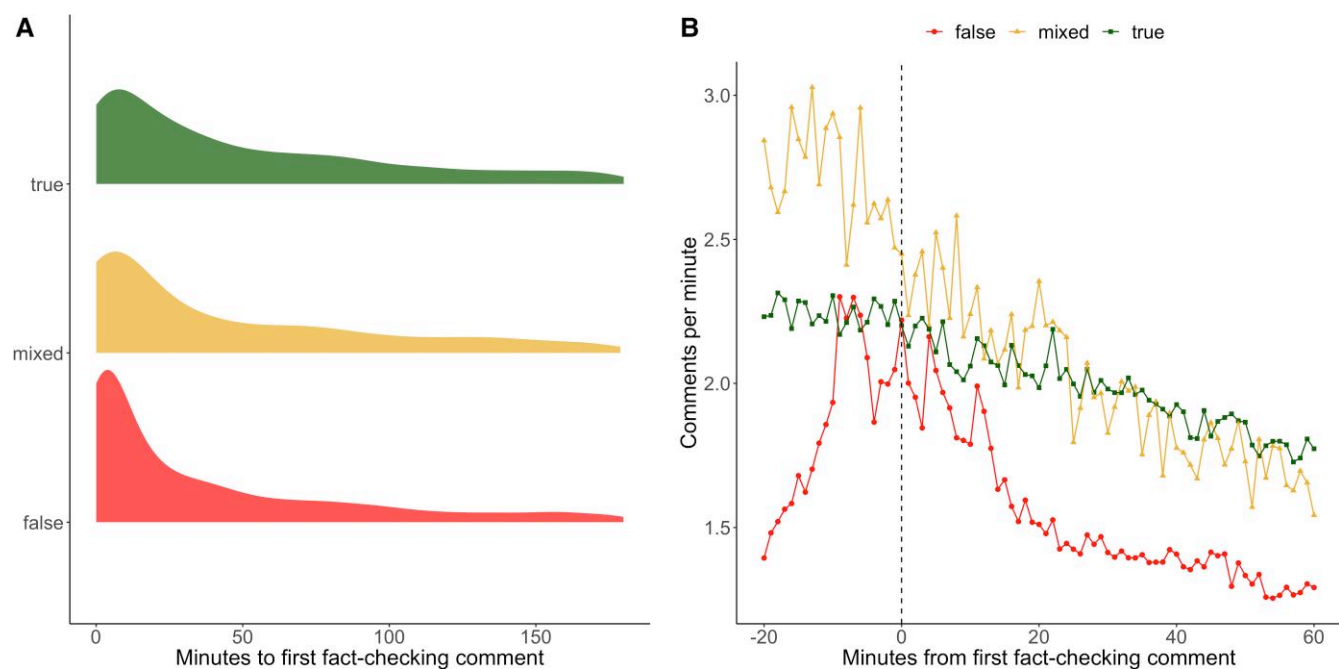 A
true
mixed
false
0 50 100 150
Minutes to first fact-checking comment
B
false mixed true
3.0
2.5
2.0
1.5
Comments per minute
-20 0 20 40 60
Minutes from first fact-checking comment